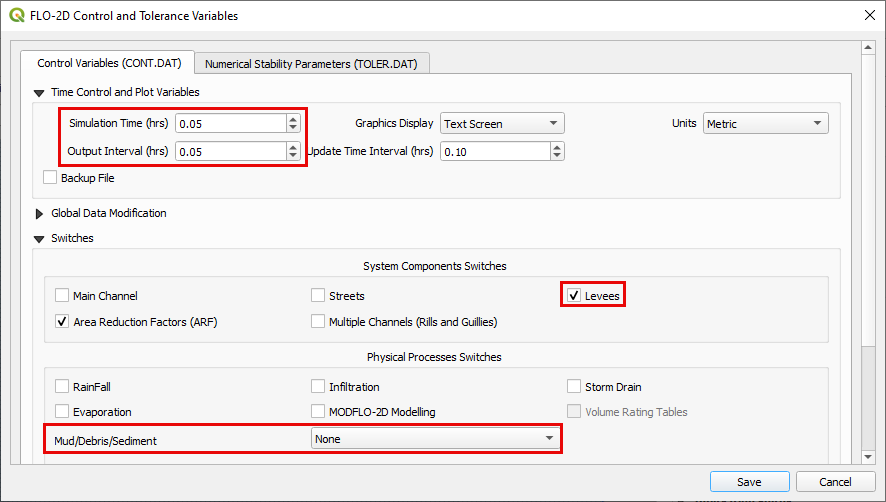 FLO-2D Control and Tolerance Variables
Control Variables (CONT.DAT) Numerical Stability Parameters (TOLER.DAT)
Time Control and Plot Variables
Simulation Time (hrs) 0.05 Graphics Display Text Screen Units Metric
Output Interval (hrs) 0.05 Update Time Interval (hrs) 0.10
Backup File
Global Data Modification
Switches
System Components Switches
Main Channel Streets Levees
Area Reduction Factors (ARF) Multiple Channels (Rills and Guillies)
Physical Processes Switches
RainFall Infiltration Storm Drain
Evaporation MODFLO-2D Modelling Volume Rating Tables
Mud/Debris/Sediment None
Save Cancel